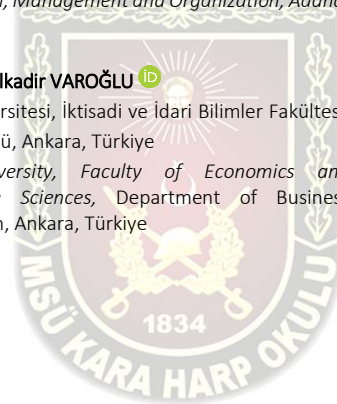 Management and Organization,
lkadir VAROĞLU iD
rsitesi, İktisadi ve İdari Bilimler Fakültes
ü, Ankara, Türkiye
versity, Faculty of Economics an
Sciences, Department of Busines
, Ankara, Türkiye
1834
MSÜ KARA HARP OKULU